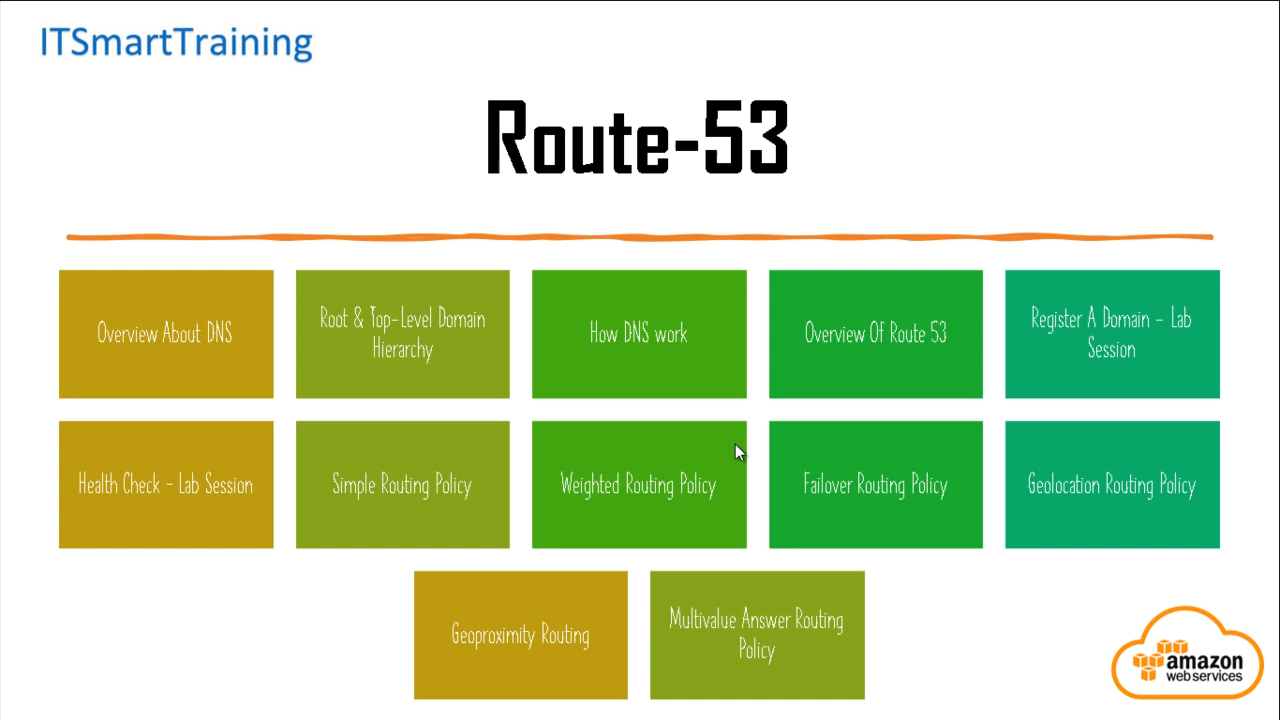 ITSmartTraining
Route-53
Overview About DNS
Root & Top-Level Domain
Hierarchy
How DNS work
Overview Of Route 53
Register A Domain - Lab
Session
Health Check - Lab Session
Simple Routing Policy
Weighted Routing Policy
Failover Routing Policy
Geolocation Routing Policy
Geoproximity Routing
Multivalue Answer Routing
Policy
amazon
web services